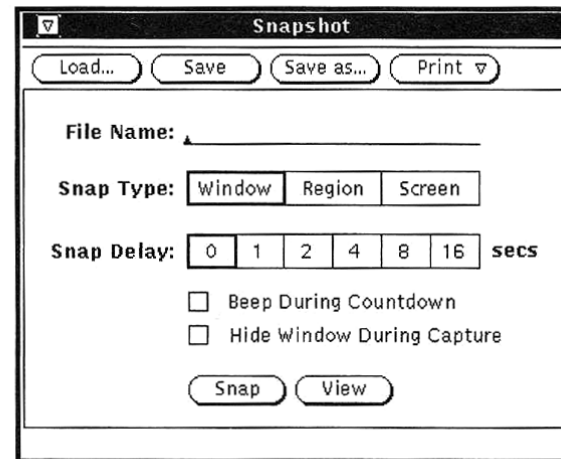 Snapshot
Load... Save Save as... Print
File Name:
Snap Type: Window Region Screen
Snap Delay: 0 1 2 4 8 16 secs
Beep During Countdown
Hide Window During Capture
Snap View